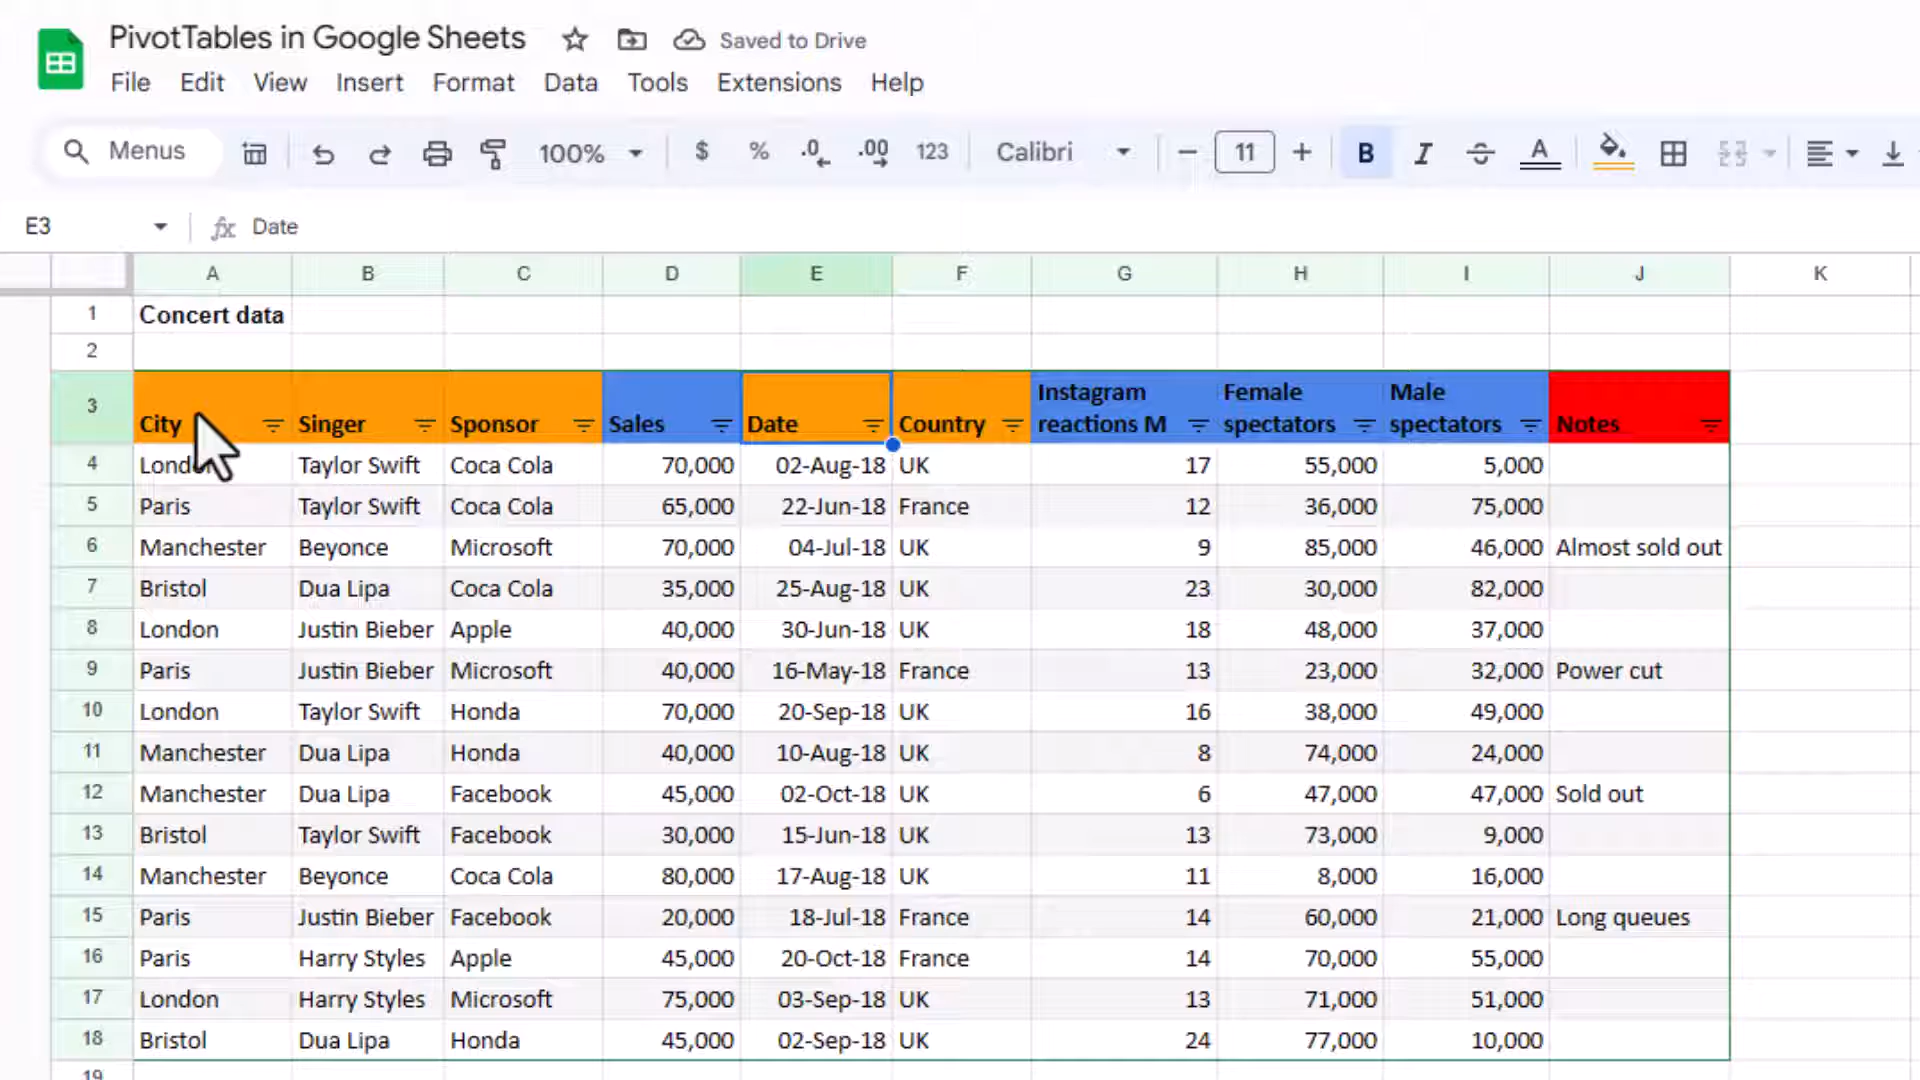 PivotTables in Google Sheets Saved to Drive
File Edit View Insert Format Data Tools Extensions Help
Menus 100% $ % .0 .00 123 Calibri 11 B I A
E3 fx Date
A B C D E F G H I J K
1 Concert data
2
3 City Singer Sponsor Sales Date Country Instagram reactions M Female spectators Male spectators Notes
4 London Taylor Swift Coca Cola 70,000 02-Aug-18 UK 17 55,000 5,000
5 Paris Taylor Swift Coca Cola 65,000 22-Jun-18 France 12 36,000 75,000
6 Manchester Beyonce Microsoft 70,000 04-Jul-18 UK 9 85,000 46,000 Almost sold out
7 Bristol Dua Lipa Coca Cola 35,000 25-Aug-18 UK 23 30,000 82,000
8 London Justin Bieber Apple 40,000 30-Jun-18 UK 18 48,000 37,000
9 Paris Justin Bieber Microsoft 40,000 16-May-18 France 13 23,000 32,000 Power cut
10 London Taylor Swift Honda 70,000 20-Sep-18 UK 16 38,000 49,000
11 Manchester Dua Lipa Honda 40,000 10-Aug-18 UK 8 74,000 24,000
12 Manchester Dua Lipa Facebook 45,000 02-Oct-18 UK 6 47,000 47,000 Sold out
13 Bristol Taylor Swift Facebook 30,000 15-Jun-18 UK 13 73,000 9,000
14 Manchester Beyonce Coca Cola 80,000 17-Aug-18 UK 11 8,000 16,000
15 Paris Justin Bieber Facebook 20,000 18-Jul-18 France 14 60,000 21,000 Long queues
16 Paris Harry Styles Apple 45,000 20-Oct-18 France 14 70,000 55,000
17 London Harry Styles Microsoft 75,000 03-Sep-18 UK 13 71,000 51,000
18 Bristol Dua Lipa Honda 45,000 02-Sep-18 UK 24 77,000 10,000
19